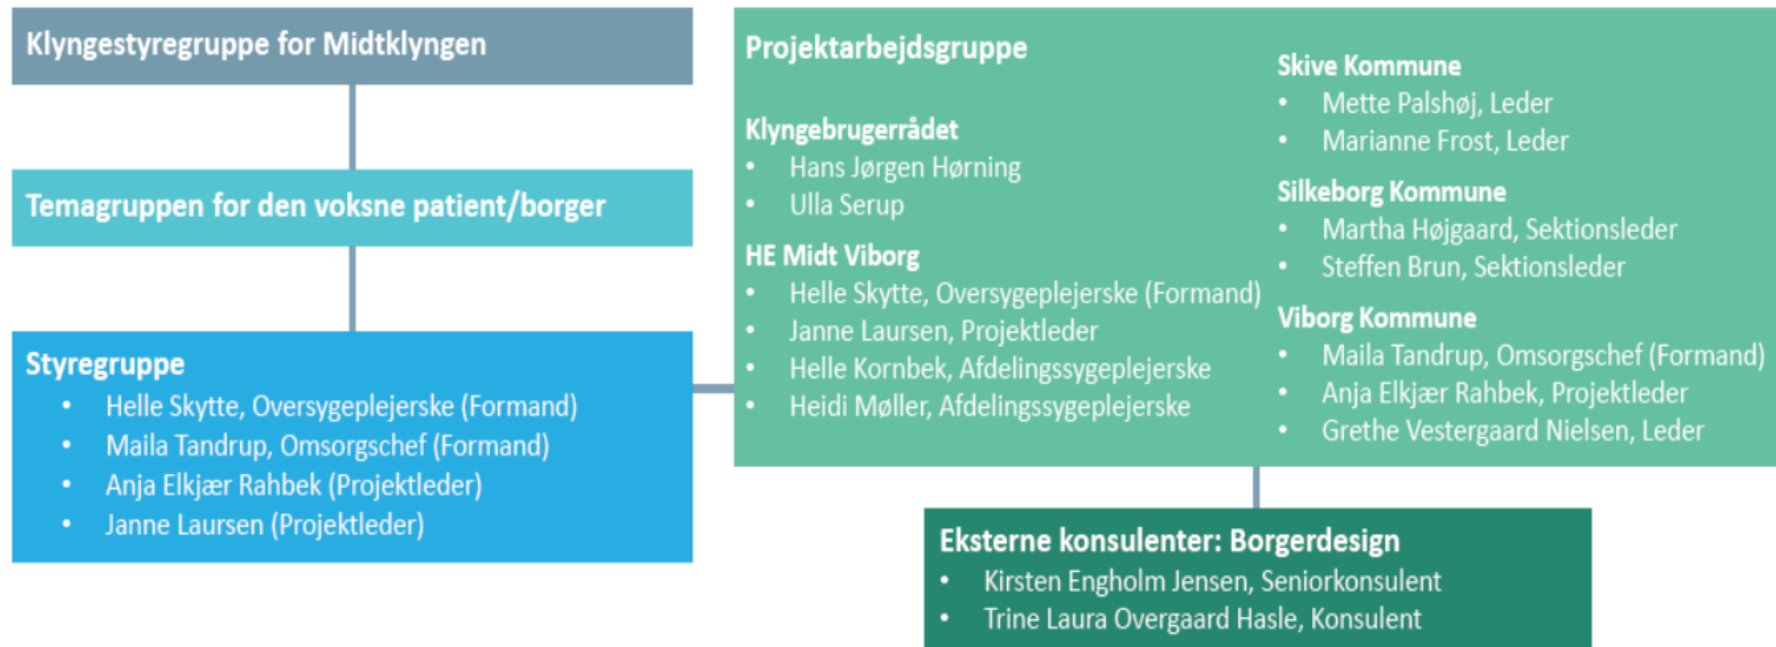 Klyngestyregruppe for Midtklyngen
Temagruppen for den voksne patient/borger
Styregruppe
• Helle Skytte, Oversygeplejerske (Formand)
• Maila Tandrup, Omsorgschef (Formand)
• Anja Elkjær Rahbek (Projektleder)
• Janne Laursen (Projektleder)
Projektarbejdsgruppe
Klyngebrugerrådet
• Hans Jørgen Hørning
• Ulla Serup
HE Midt Viborg
• Helle Skytte, Oversygeplejerske (Formand)
• Janne Laursen, Projektleder
• Helle Kornbek, Afdelingssygeplejerske
• Heidi Møller, Afdelingssygeplejerske
Skive Kommune
• Mette Palshøj, Leder
• Marianne Frost, Leder
Silkeborg Kommune
• Martha Højgaard, Sektionsleder
• Steffen Brun, Sektionsleder
Viborg Kommune
• Maila Tandrup, Omsorgschef (Formand)
• Anja Elkjær Rahbek, Projektleder
• Grethe Vestergaard Nielsen, Leder
Eksterne konsulenter: Borgerdesign
• Kirsten Engholm Jensen, Seniorkonsulent
• Trine Laura Overgaard Hasle, Konsulent